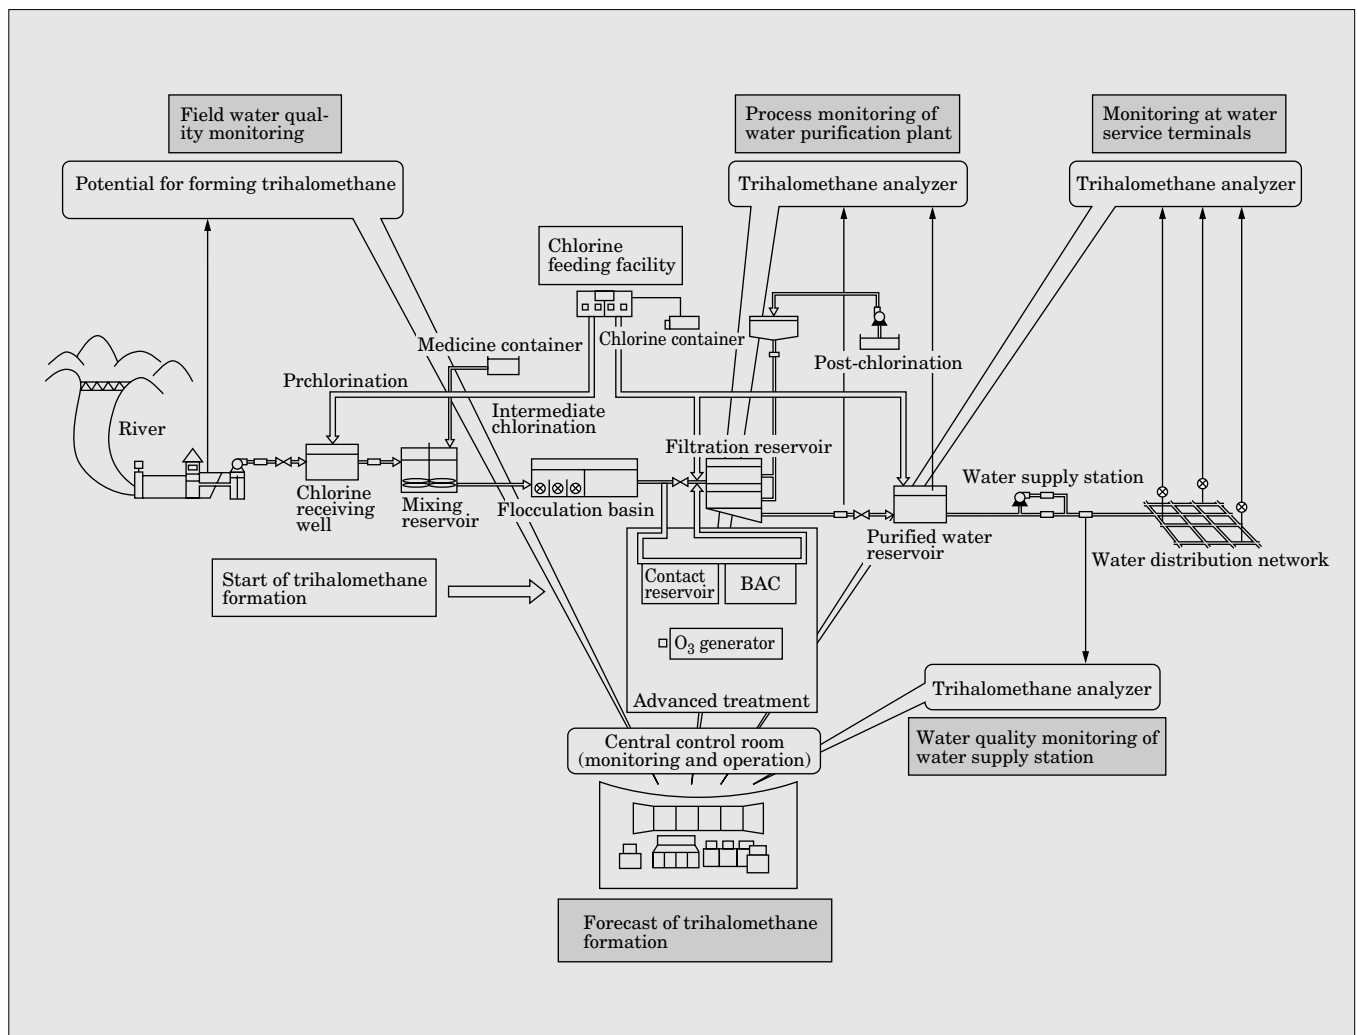 Field water qual-
ity monitoring
Process monitoring of
water purification plant
Monitoring at water
service terminals
Potential for forming trihalomethane
Trihalomethane analyzer
Trihalomethane analyzer
Chlorine
feeding facility
Medicine container
Chlorine container
Post-chlorination
Prchlorination
Intermediate
chlorination
River
Filtration reservoir
Water supply station
Chlorine
receiving
well
Mixing
reservoir
Flocculation basin
Purified water
reservoir
Water distribution network
Start of trihalomethane
formation
Contact
reservoir
BAC
O3 generator
Advanced treatment
Trihalomethane analyzer
Water quality monitoring of
water supply station
Central control room
(monitoring and operation)
Forecast of trihalomethane
formation